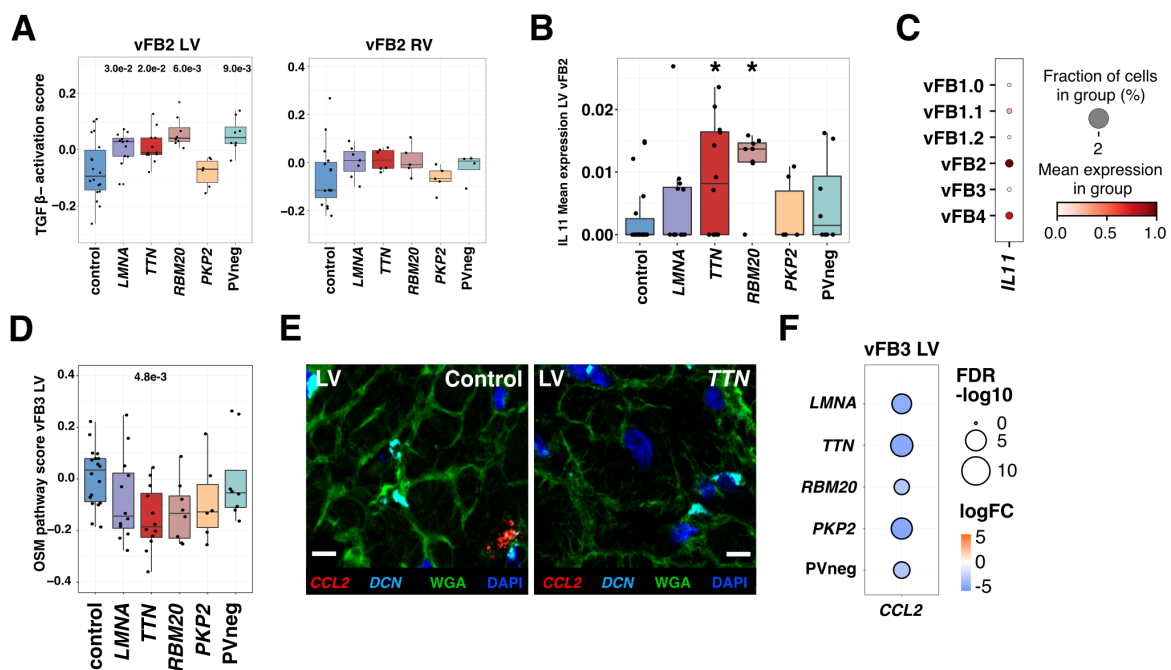 A
vFB2 LV
3.0e-2 2.0e-2 6.0e-3 9.0e-3
TGF β− activation score
0.2
0.0
−0.2
control
LMNA
TTN
RBM20
PKP2
PVneg
vFB2 RV
0.4
0.2
0.0
−0.2
control
LMNA
TTN
RBM20
PKP2
PVneg
B
IL 11 Mean expression LV vFB2
* *
0.02
0.01
0.00
control
LMNA
TTN
RBM20
PKP2
PVneg
C
vFB1.0
vFB1.1
vFB1.2
vFB2
vFB3
vFB4
IL11
Fraction of cells
in group (%)
2
Mean expression
in group
0.0 0.5 1.0
D
OSM pathway score vFB3 LV
4.8e-3
0.4
0.2
0.0
−0.2
−0.4
control
LMNA
TTN
RBM20
PKP2
PVneg
E
LV Control
CCL2 DCN WGA DAPI
LV TTN
CCL2 DCN WGA DAPI
F
vFB3 LV
LMNA
TTN
RBM20
PKP2
PVneg
CCL2
FDR
-log10
0
5
10
logFC
5
0
-5